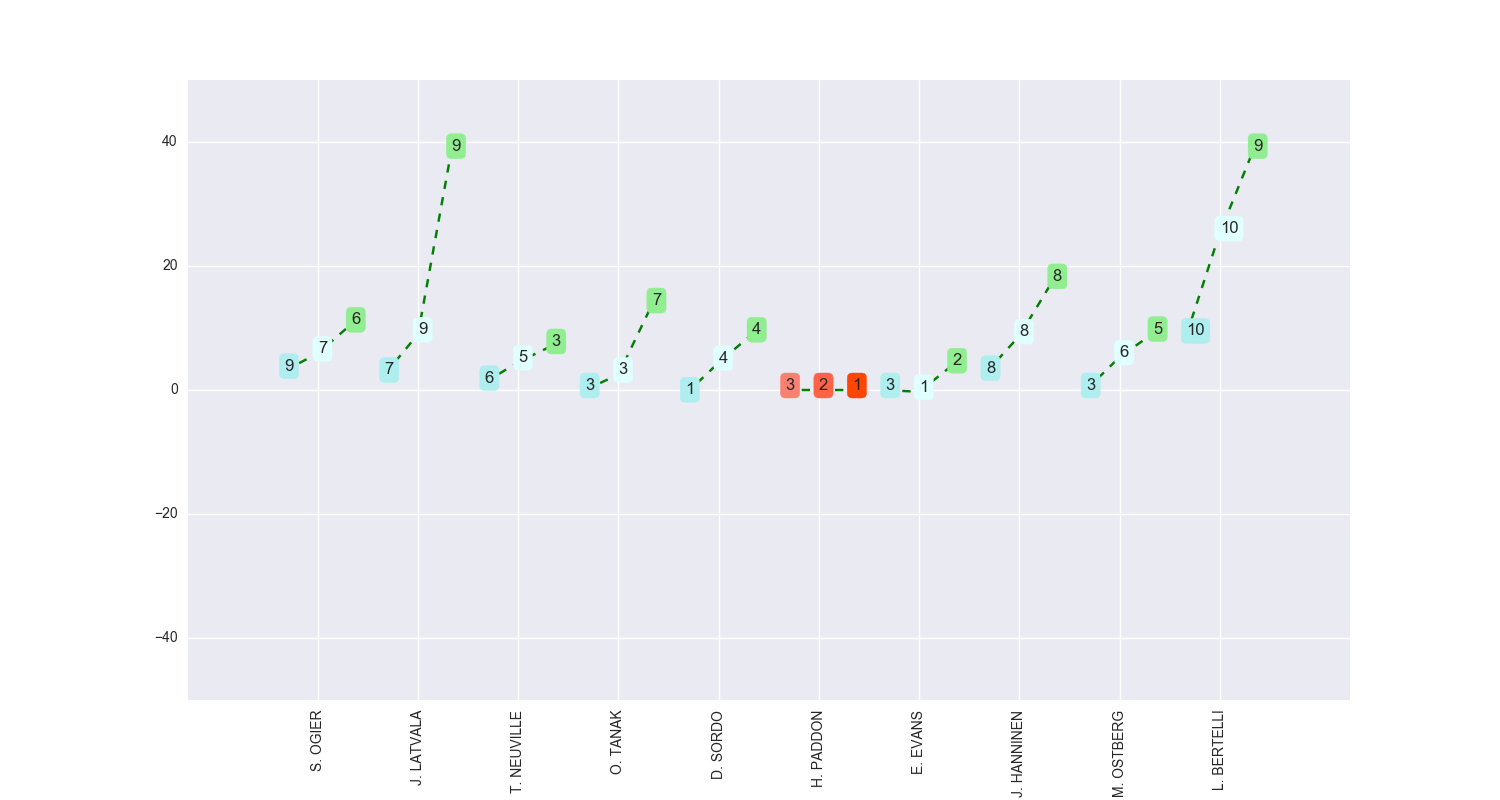 40
20
0
−20
−40
9 7 6
7 9 9
6 5 3
3 3 7
1 4 4
3 2 1
3 1 2
8 8 8
3 6 5
10 10 9
S. OGIER
J. LATVALA
T. NEUVILLE
O. TANAK
D. SORDO
H. PADDON
E. EVANS
J. HANNINEN
M. OSTBERG
L. BERTELLI